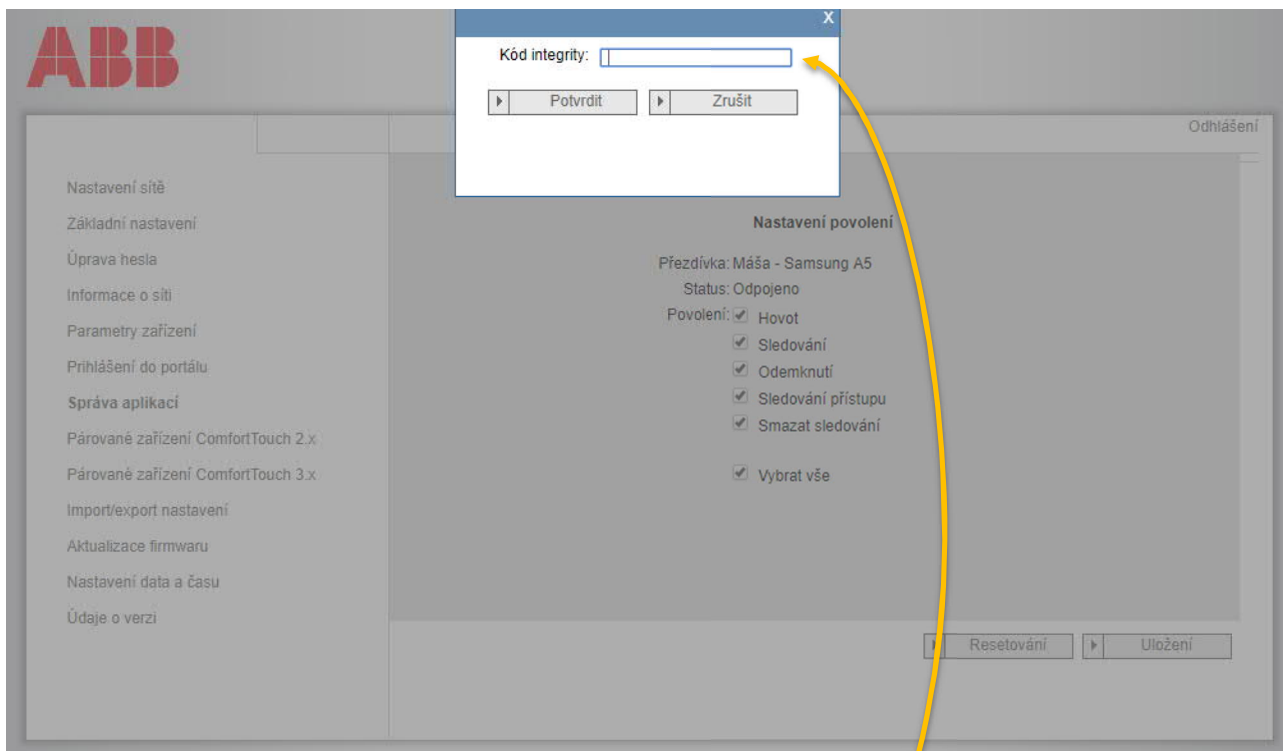 ABB
X
Kód integrity:
Potvrdit
Zrušit
Odhlášení
Nastavení sítě
Základní nastavení
Úprava hesla
Informace o síti
Parametry zařízení
Prihlášení do portálu
Správa aplikací
Párované zařízení ComfortTouch 2.x
Párované zařízení ComfortTouch 3.x
Import/export nastavení
Aktualizace firmwaru
Nastavení data a času
Údaje o verzi
Nastavení povolení
Přezdívka: Máša - Samsung A5
Status: Odpojeno
Povolení: Hovot
Sledování
Odemknutí
Sledování přístupu
Smazat sledování
Vybrat vše
Resetování
Uložení